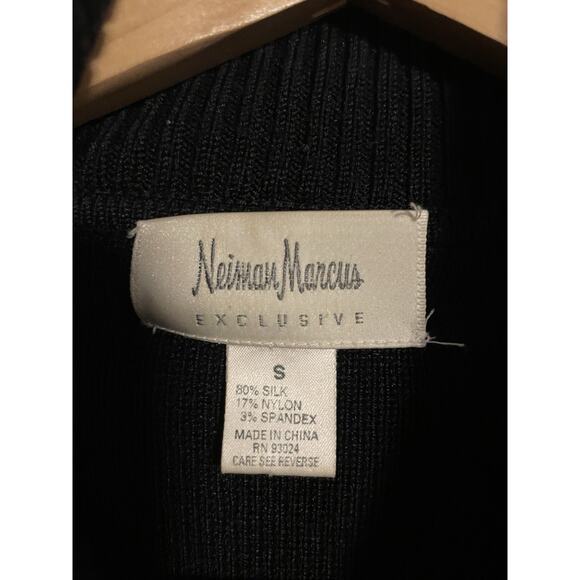 Neiman Marcus
EXCLUSIVE
S
80% SILK
17% NYLON
3% SPANDEX
MADE IN CHINA
RN 93024
CARE SEE REVERSE